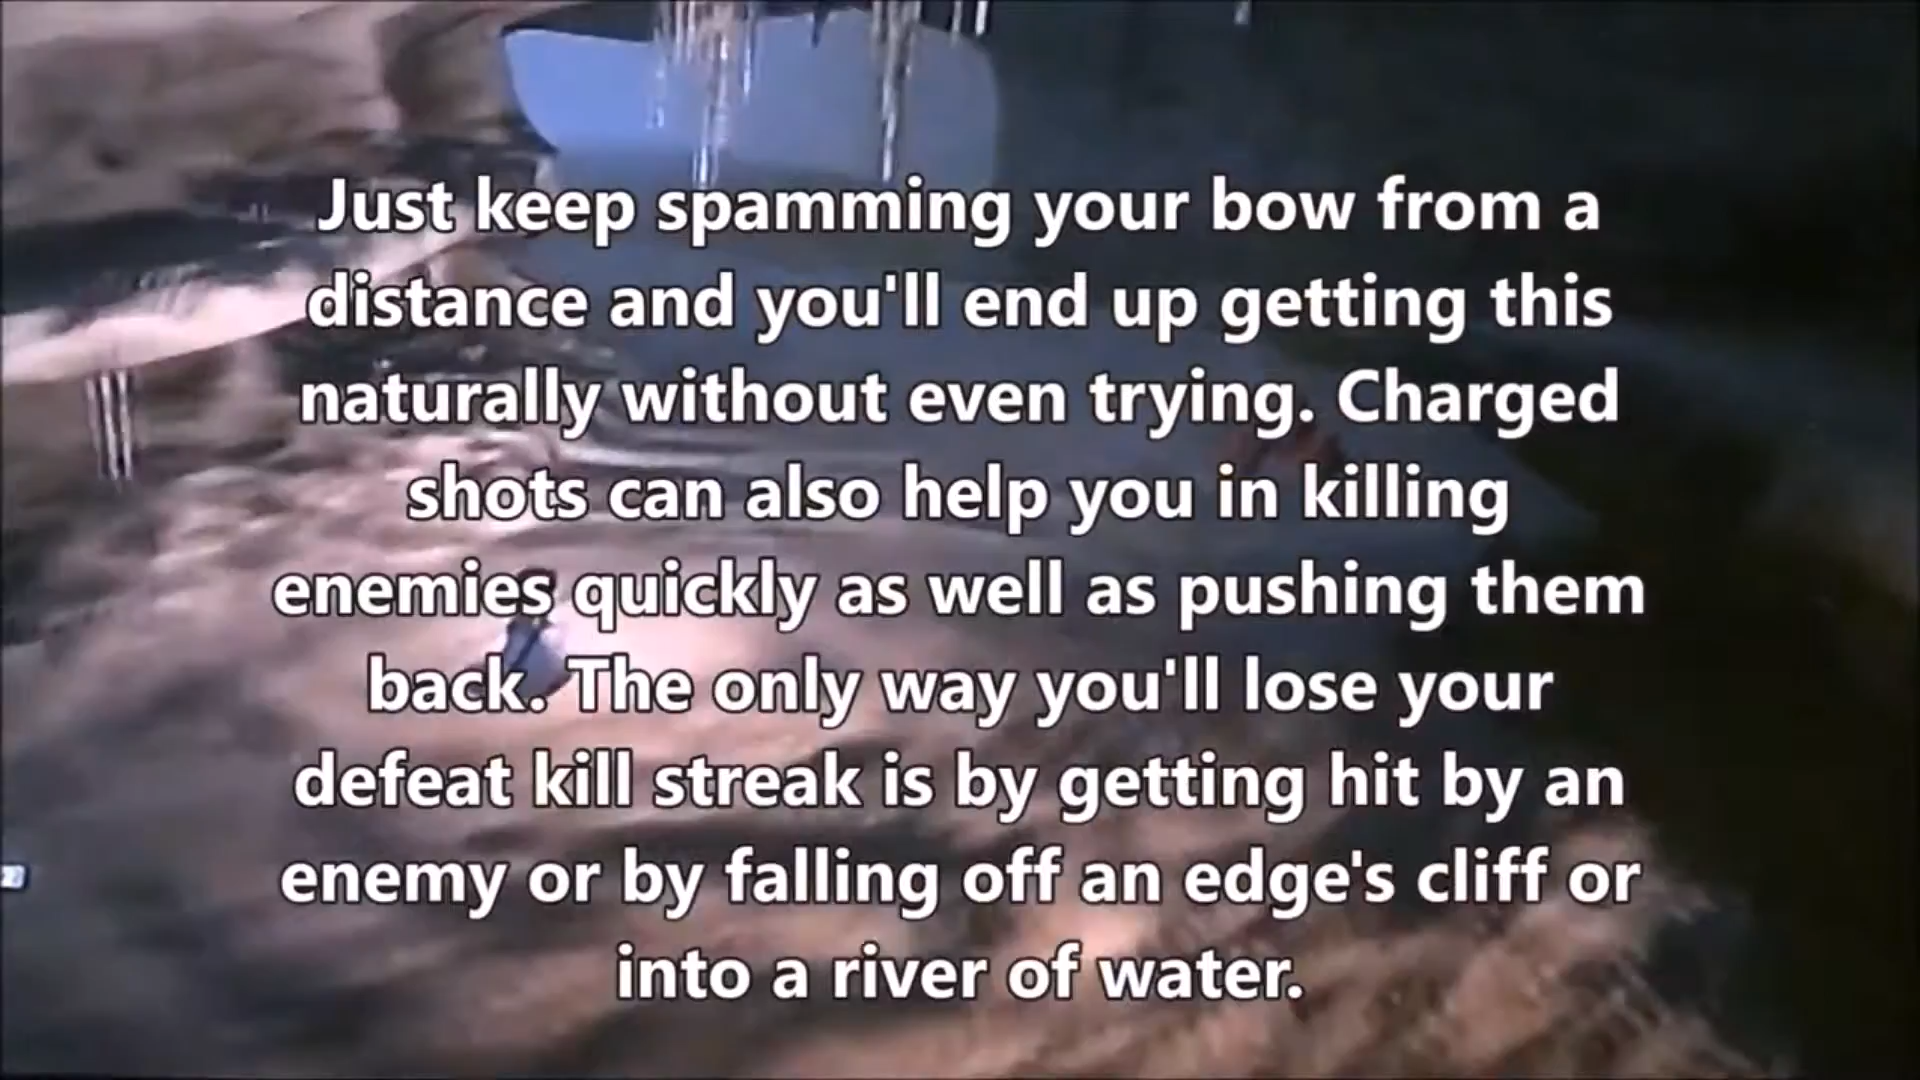 Just keep spamming your bow from a
distance and you'll end up getting this
naturally without even trying. Charged
shots can also help you in killing
enemies quickly as well as pushing them
back. The only way you'll lose your
defeat kill streak is by getting hit by an
enemy or by falling off an edge's cliff or
into a river of water.